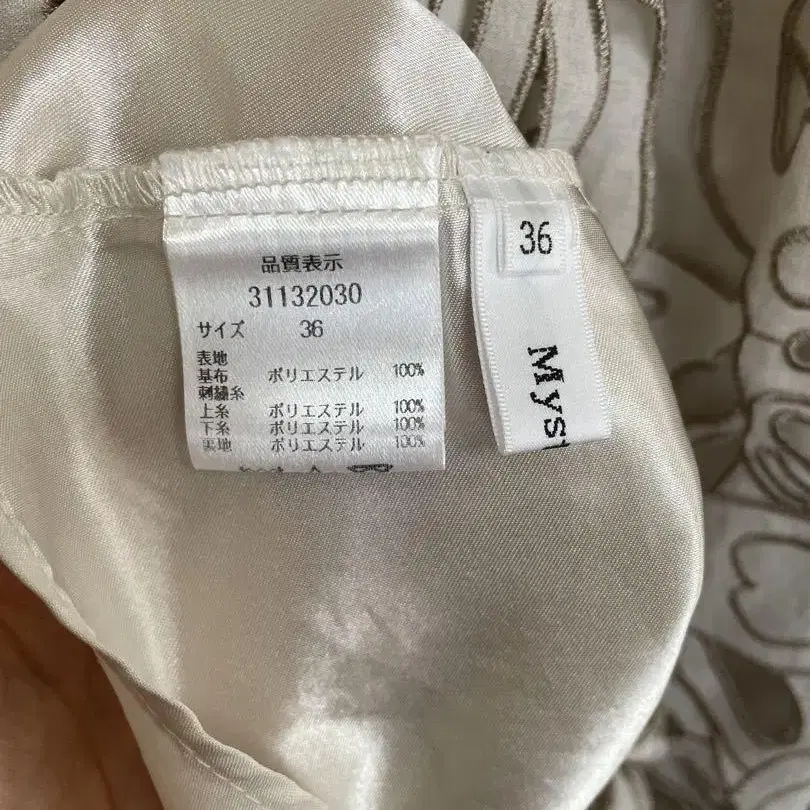 品質表示
31132030
サイズ 36
表地
基布 ポリエステル 100%
刺繍糸
上糸 ポリエステル 100%
下糸 ポリエステル 100%
裏地 ポリエステル 100%
36
Myst